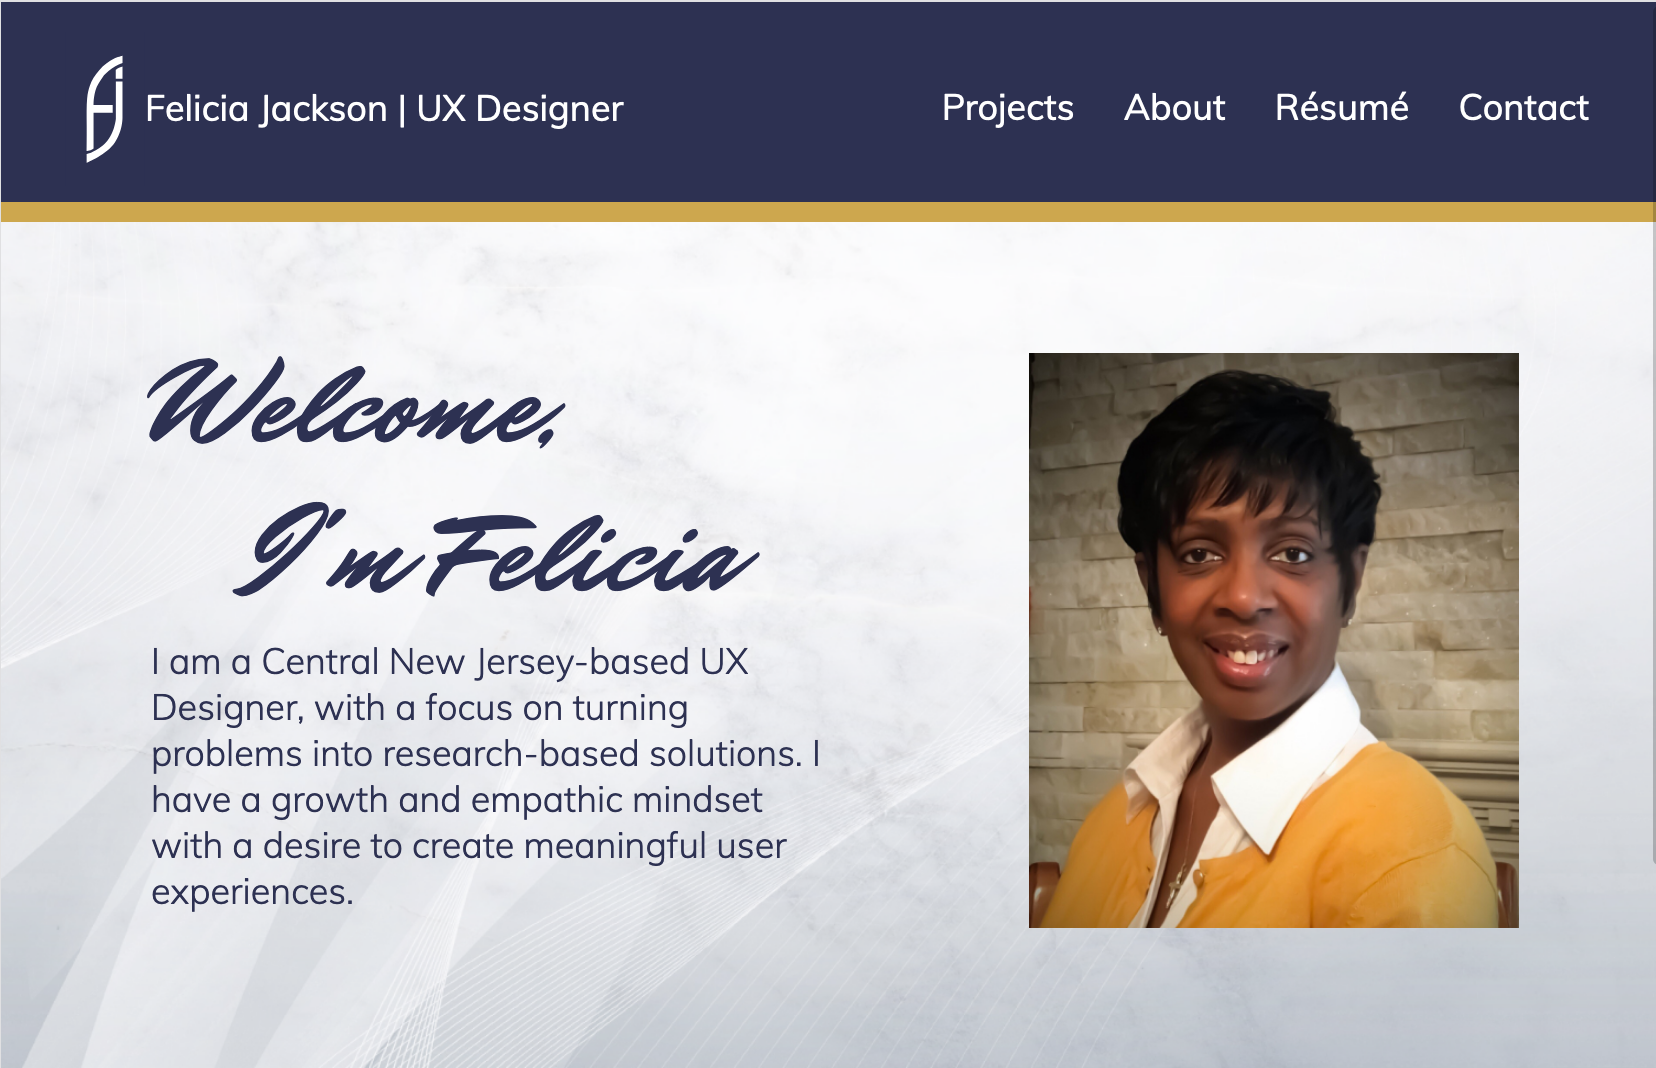 Felicia Jackson | UX Designer
Projects About Résumé Contact
Welcome,
I'm Felicia
I am a Central New Jersey-based UX
Designer, with a focus on turning
problems into research-based solutions. I
have a growth and empathic mindset
with a desire to create meaningful user
experiences.